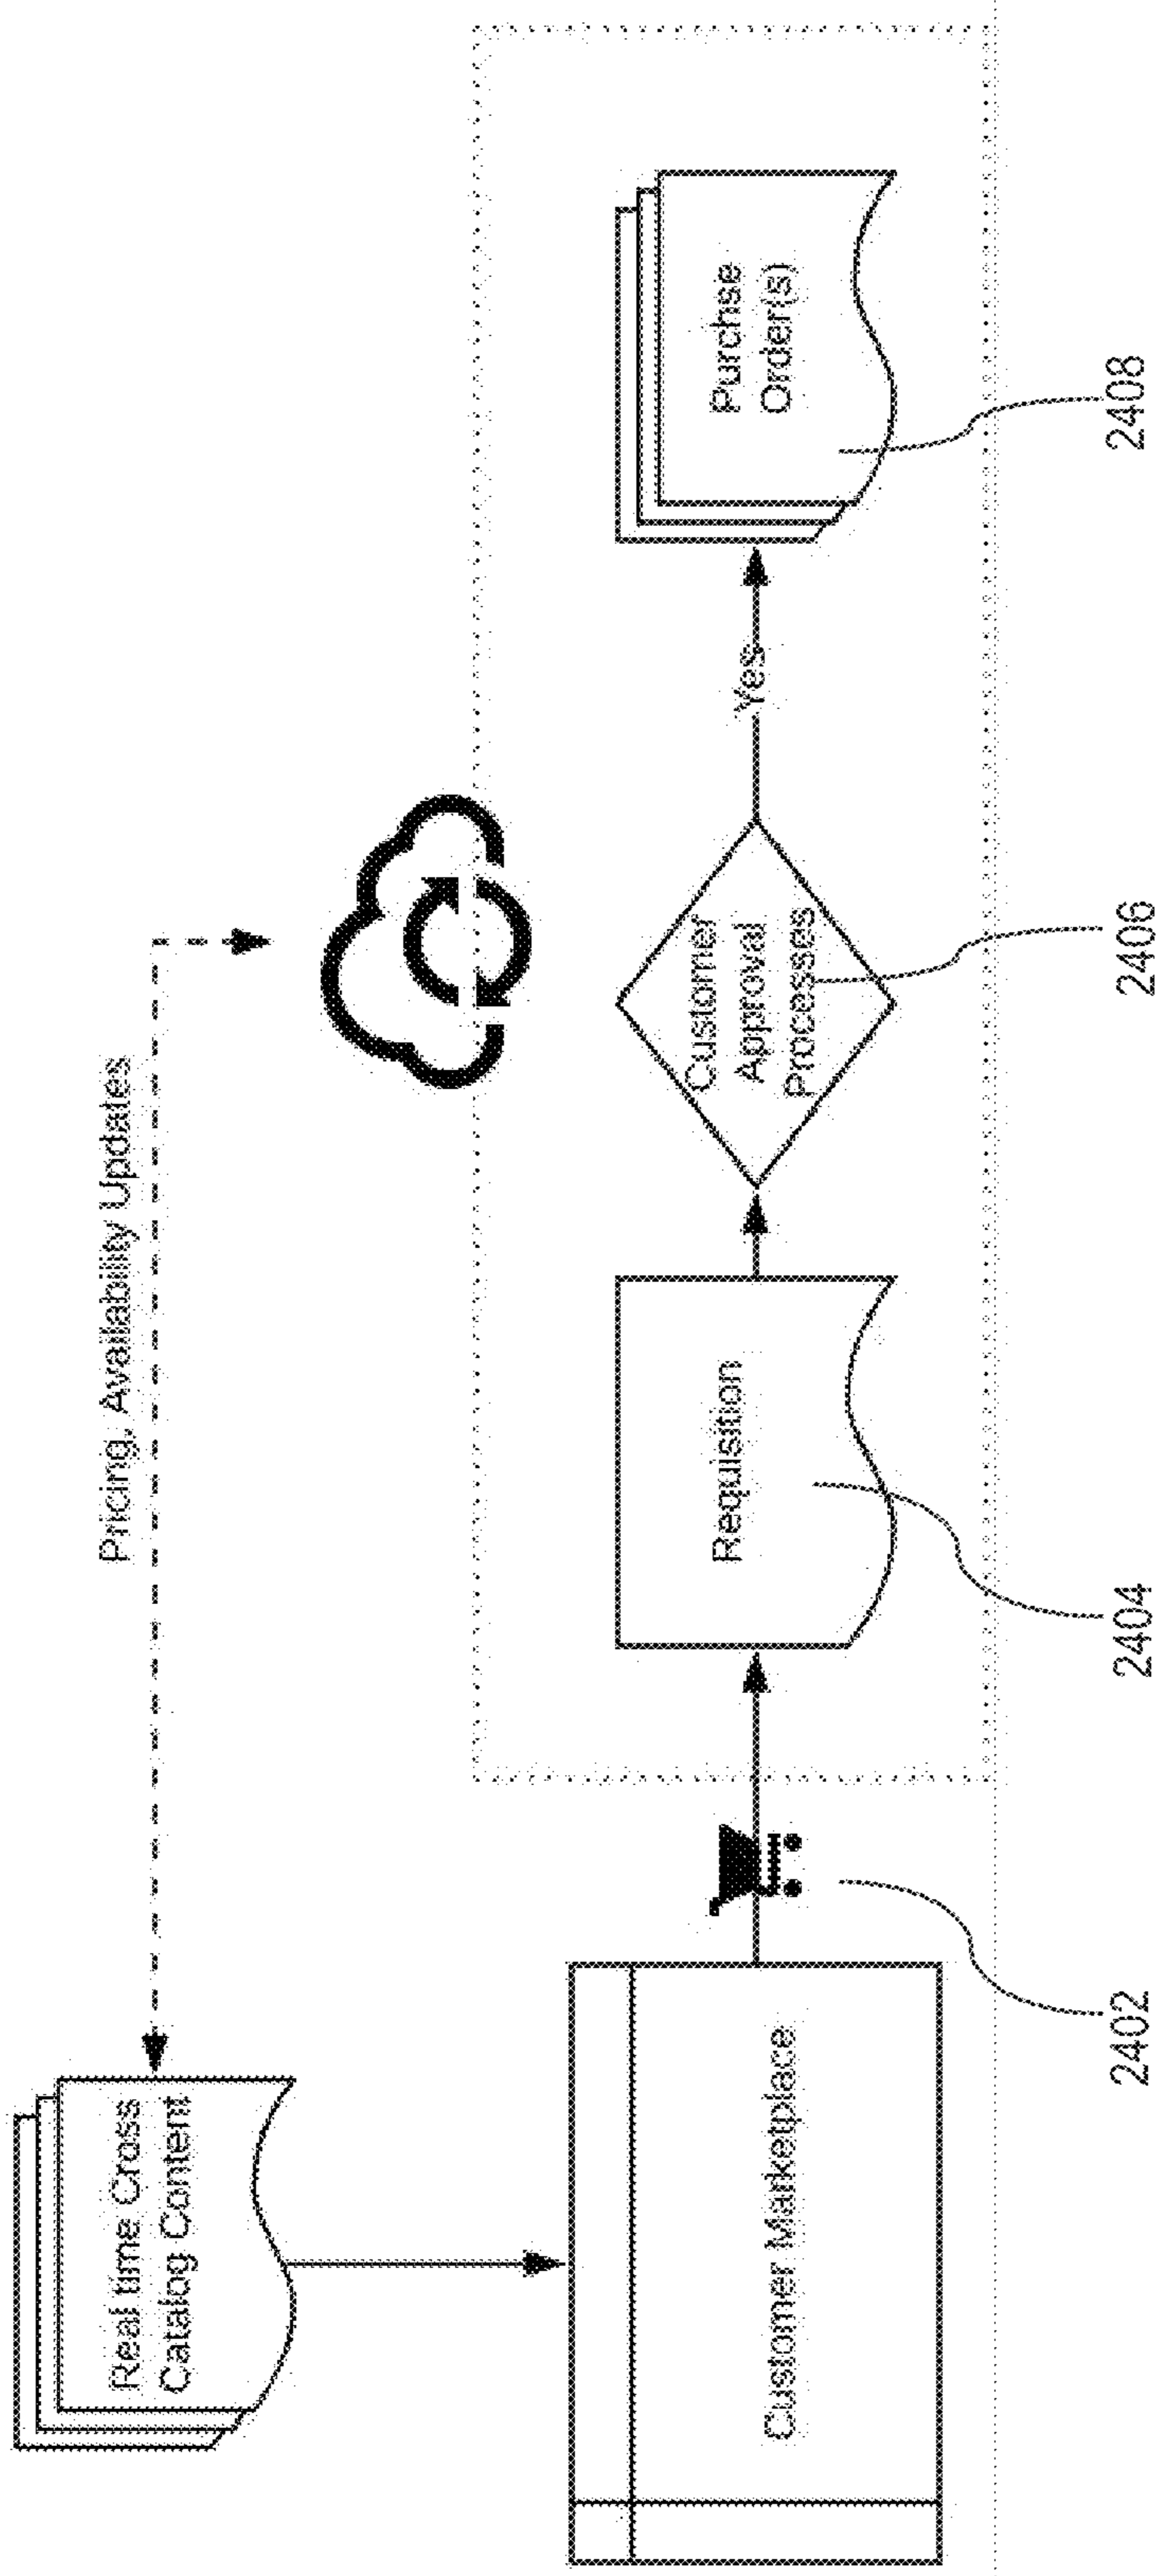 Pricing, Availability Updates
Real time Cross
Catalog Content
Customer Marketplace
Requisition
Customer
Approval
Processes
Yes
Purchse
Order(s)
2402
2404
2406
2408